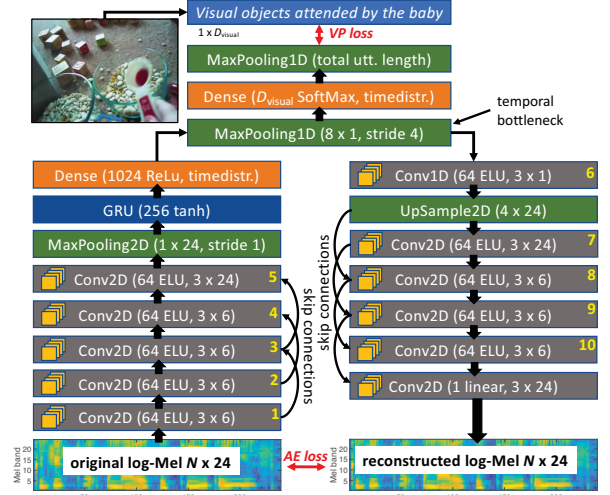 Visual objects attended by the baby
1 x Dvisual
VP loss
MaxPooling1D (total utt. length)
Dense (Dvisual SoftMax, timedistr.)
temporal
bottleneck
MaxPooling1D (8 x 1, stride 4)
Dense (1024 ReLu, timedistr.)
GRU (256 tanh)
MaxPooling2D (1 x 24, stride 1)
Conv2D (64 ELU, 3 x 24) 5
Conv2D (64 ELU, 3 x 6) 4
Conv2D (64 ELU, 3 x 6) 3
Conv2D (64 ELU, 3 x 6) 2
Conv2D (64 ELU, 3 x 6) 1
skip connections
Mel band
20
10
original log-Mel N x 24
AE loss
Conv1D (64 ELU, 3 x 1) 6
UpSample2D (4 x 24)
Conv2D (64 ELU, 3 x 24) 7
Conv2D (64 ELU, 3 x 6) 8
Conv2D (64 ELU, 3 x 6) 9
Conv2D (64 ELU, 3 x 6) 10
Conv2D (1 linear, 3 x 24)
skip connections
Mel band
20
10
reconstructed log-Mel N x 24